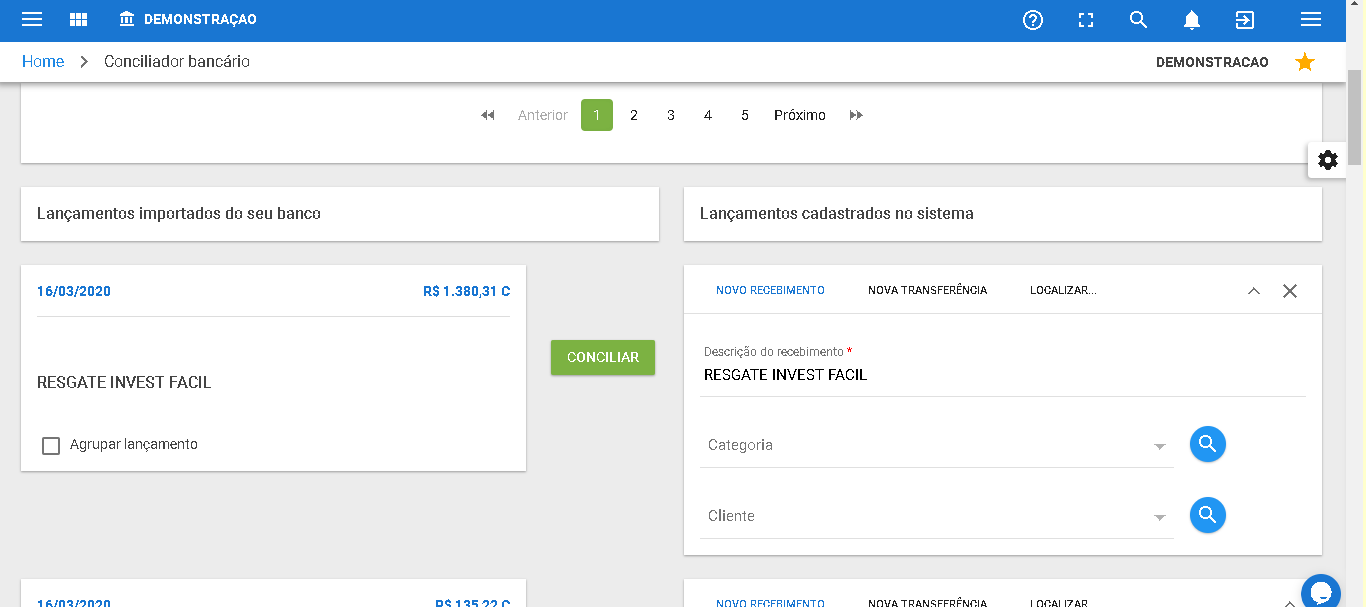 DEMONSTRAÇAO
Home Conciliador bancário DEMONSTRACAO
Anterior 1 2 3 4 5 Próximo
Lançamentos importados do seu banco
Lançamentos cadastrados no sistema
16/03/2020 R$ 1.380,31 C
RESGATE INVEST FACIL
Agrupar lançamento
CONCILIAR
NOVO RECEBIMENTO NOVA TRANSFERÊNCIA LOCALIZAR...
Descrição do recebimento *
RESGATE INVEST FACIL
Categoria
Cliente
16/03/2020 R$ 135,22 C
NOVO RECEBIMENTO NOVA TRANSFERÊNCIA LOCALIZAR